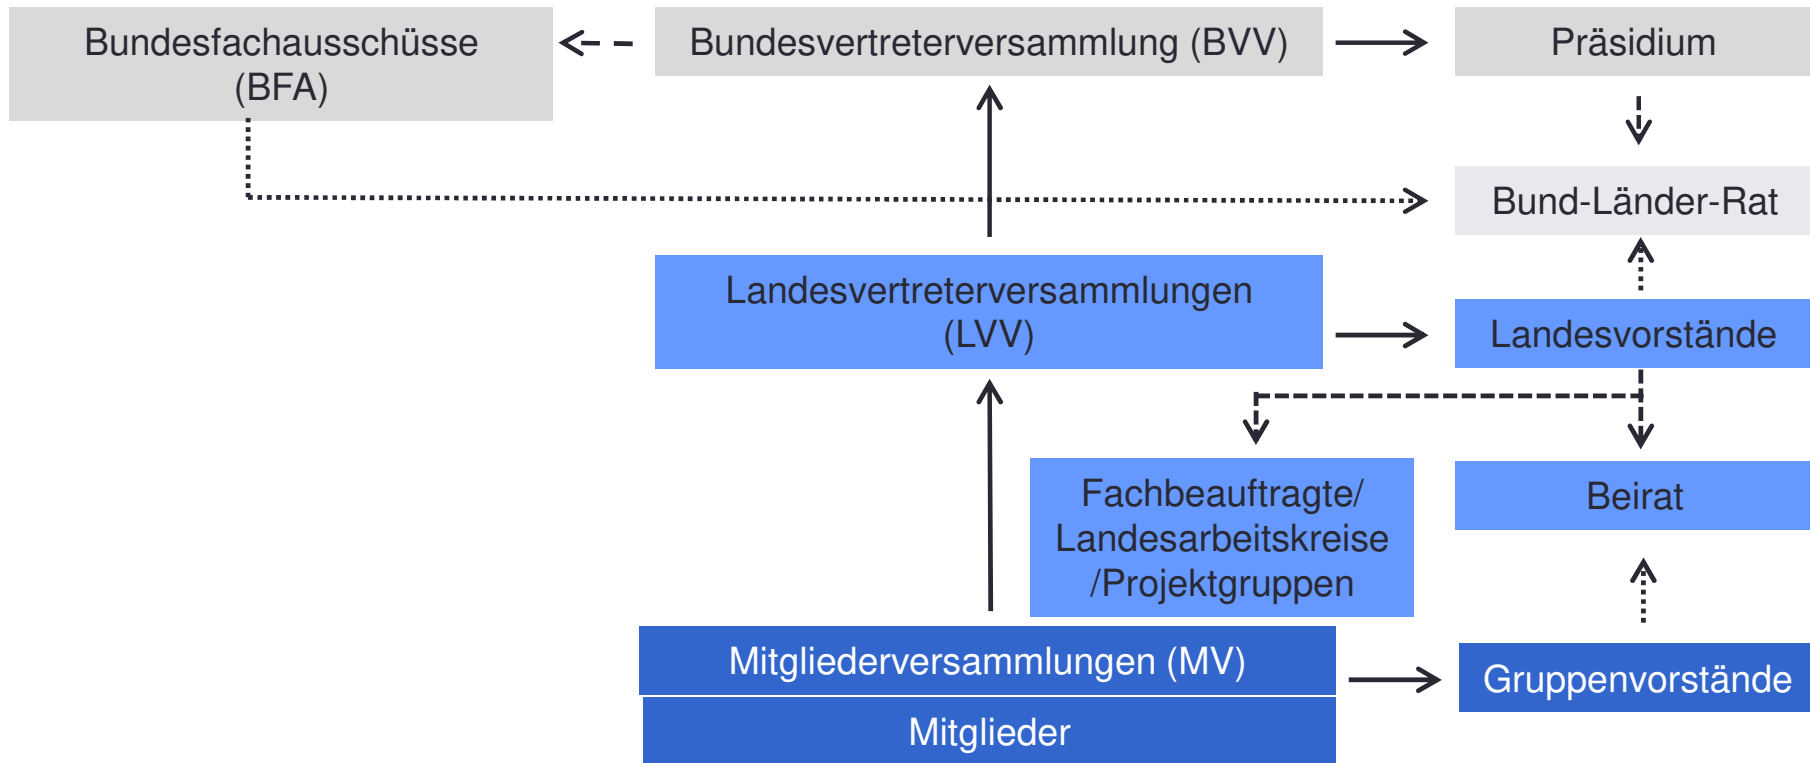 Bundesfachausschüsse
(BFA)
Bundesvertreterversammlung (BVV)
Präsidium
Bund-Länder-Rat
Landesvertreterversammlungen
(LVV)
Landesvorstände
Fachbeauftragte/
Landesarbeitskreise
/Projektgruppen
Beirat
Mitgliederversammlungen (MV)
Gruppenvorstände
Mitglieder